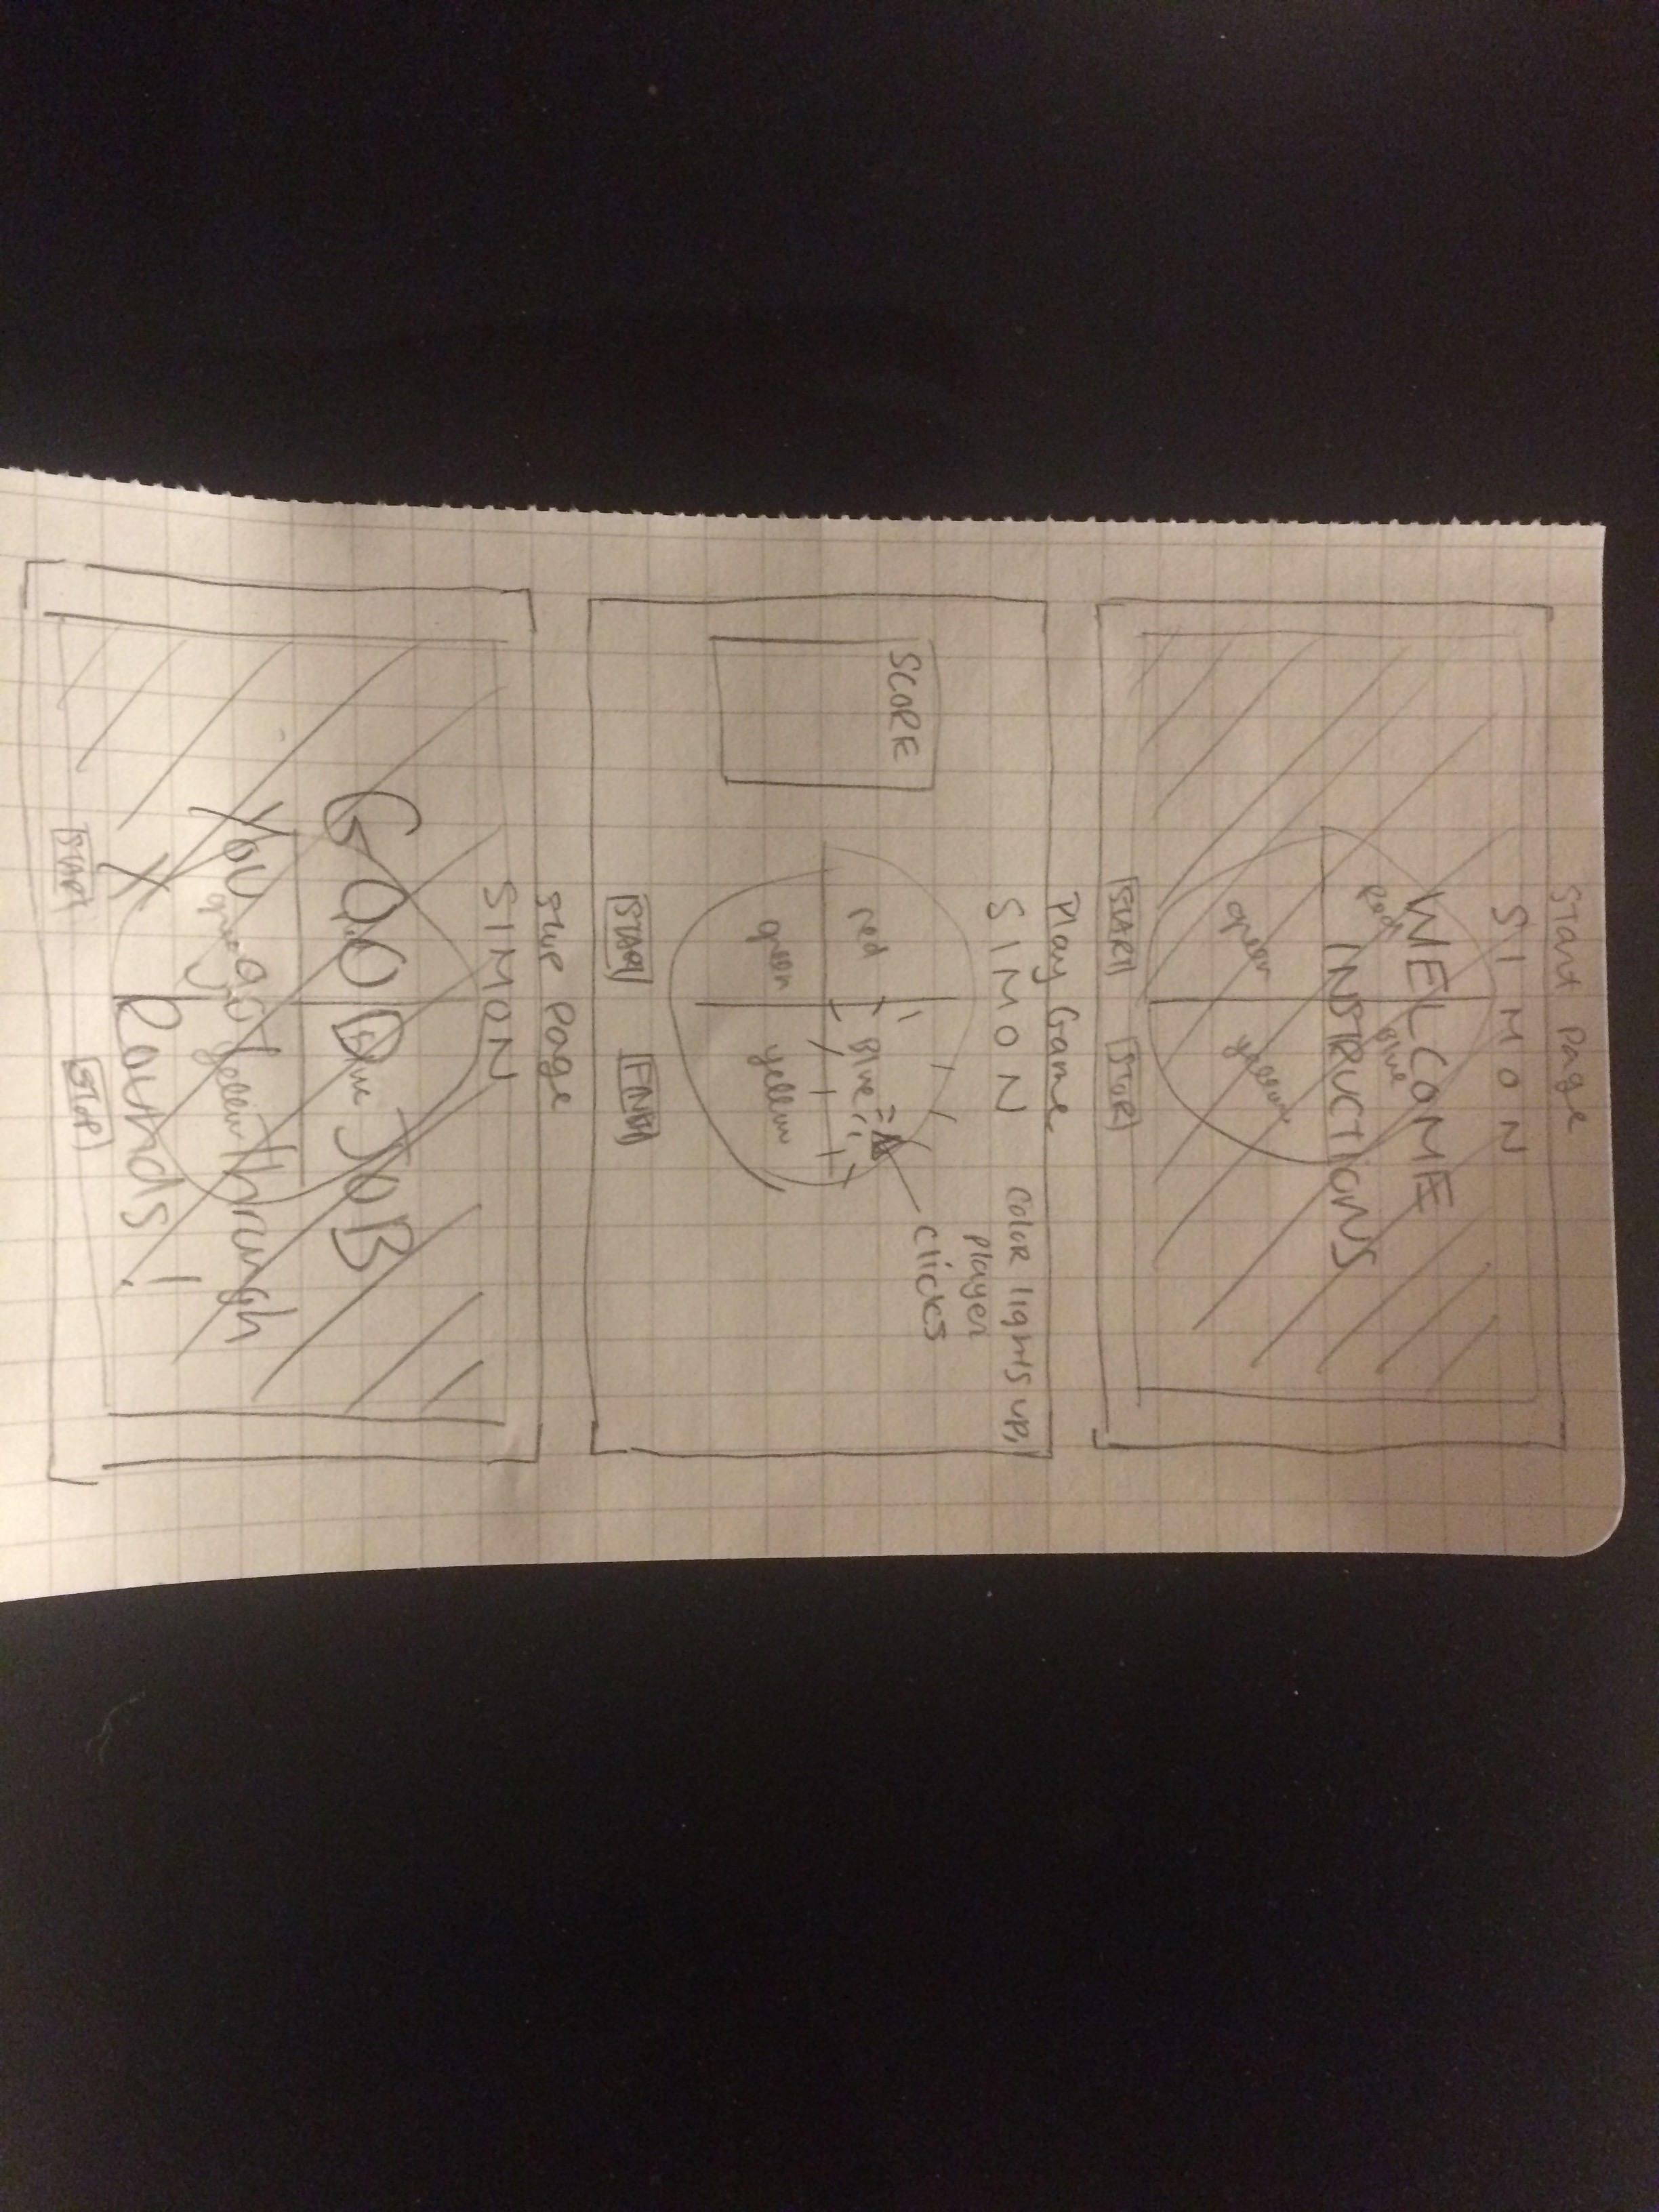 Start Page
SIMON
WELCOME
INSTRUCTIONS
Red
Blue
green
yellow
START
STOP
Play Game
SIMON
Color lights up,
player
clicks
SCORE
red
Blue
green
yellow
START
FINISH
Stop Page
SIMON
GOOD JOB
Blue
You got through
green
yellow
X Rounds!
START
STOP